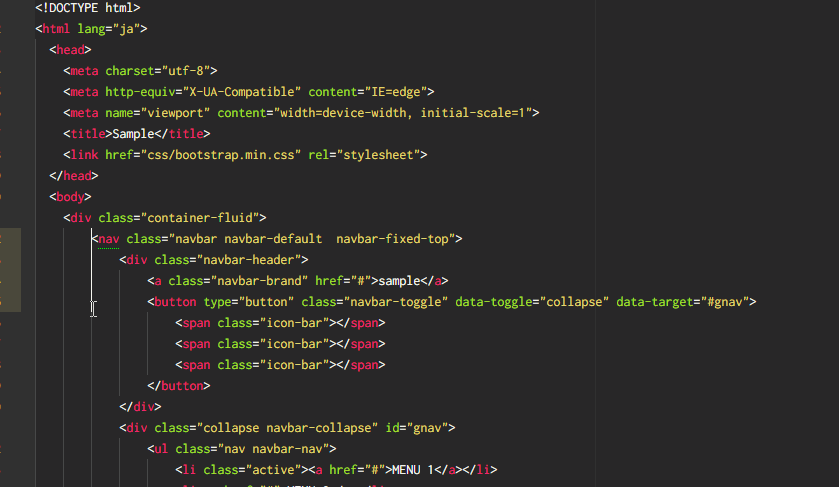 <!DOCTYPE html>
<html lang="ja">
<head>
<meta charset="utf-8">
<meta http-equiv="X-UA-Compatible" content="IE=edge">
<meta name="viewport" content="width=device-width, initial-scale=1">
<title>Sample</title>
<link href="css/bootstrap.min.css" rel="stylesheet">
</head>
<body>
<div class="container-fluid">
<nav class="navbar navbar-default  navbar-fixed-top">
<div class="navbar-header">
<a class="navbar-brand" href="#">sample</a>
<button type="button" class="navbar-toggle" data-toggle="collapse" data-target="#gnav">
<span class="icon-bar"></span>
<span class="icon-bar"></span>
<span class="icon-bar"></span>
</button>
</div>
<div class="collapse navbar-collapse" id="gnav">
<ul class="nav navbar-nav">
<li class="active"><a href="#">MENU 1</a></li>